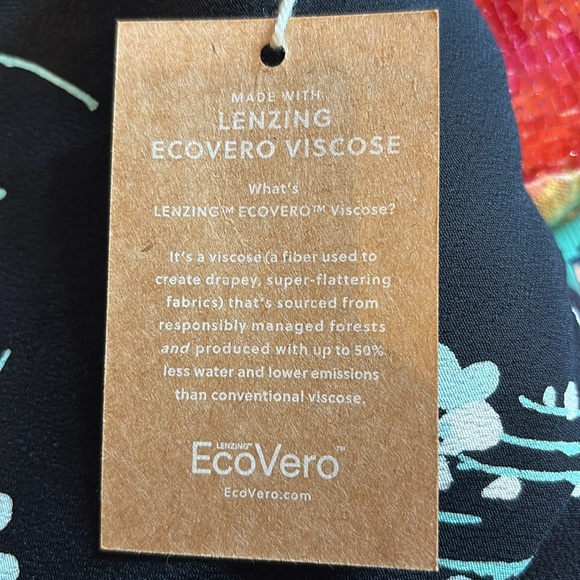 MADE WITH
LENZING
ECOVERO VISCOSE
What's
LENZING™ ECOVERO™ Viscose?
It's a viscose (a fiber used to
create drapey, super-flattering
fabrics) that's sourced from
responsibly managed forests
and produced with up to 50%
less water and lower emissions
than conventional viscose.
LENZING™
EcoVero™
EcoVero.com